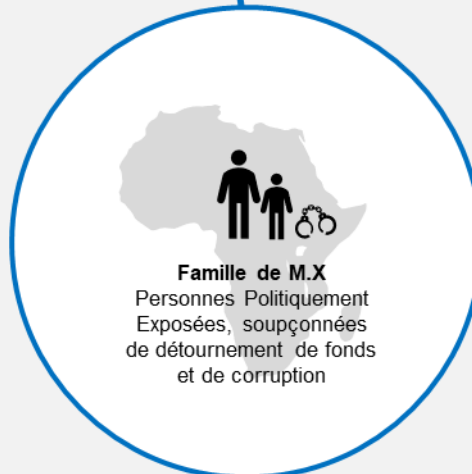 Famille de M.X
Personnes Politiquement
Exposées, soupçonnées
de détournement de fonds
et de corruption